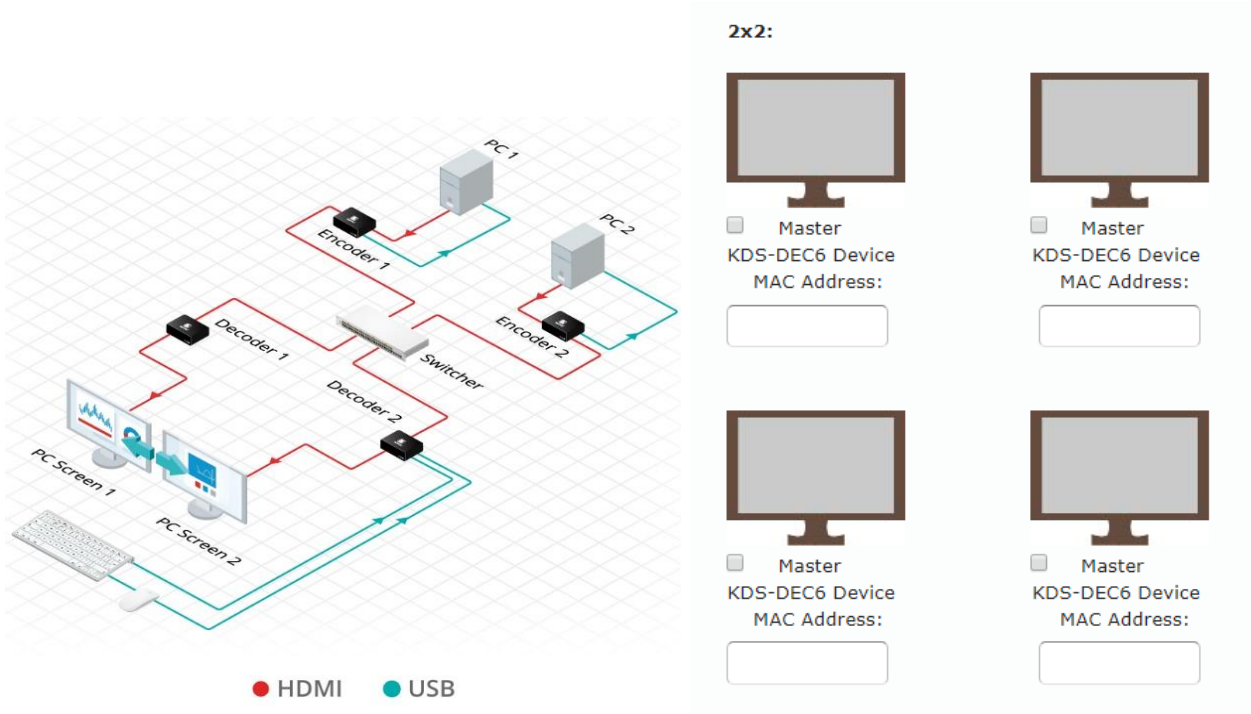 PC 1
PC 2
Encoder 1
Encoder 2
Decoder 1
Switcher
Decoder 2
PC Screen 1
PC Screen 2
HDMI
USB
2x2:
Master
KDS-DEC6 Device
MAC Address:
Master
KDS-DEC6 Device
MAC Address:
Master
KDS-DEC6 Device
MAC Address:
Master
KDS-DEC6 Device
MAC Address: